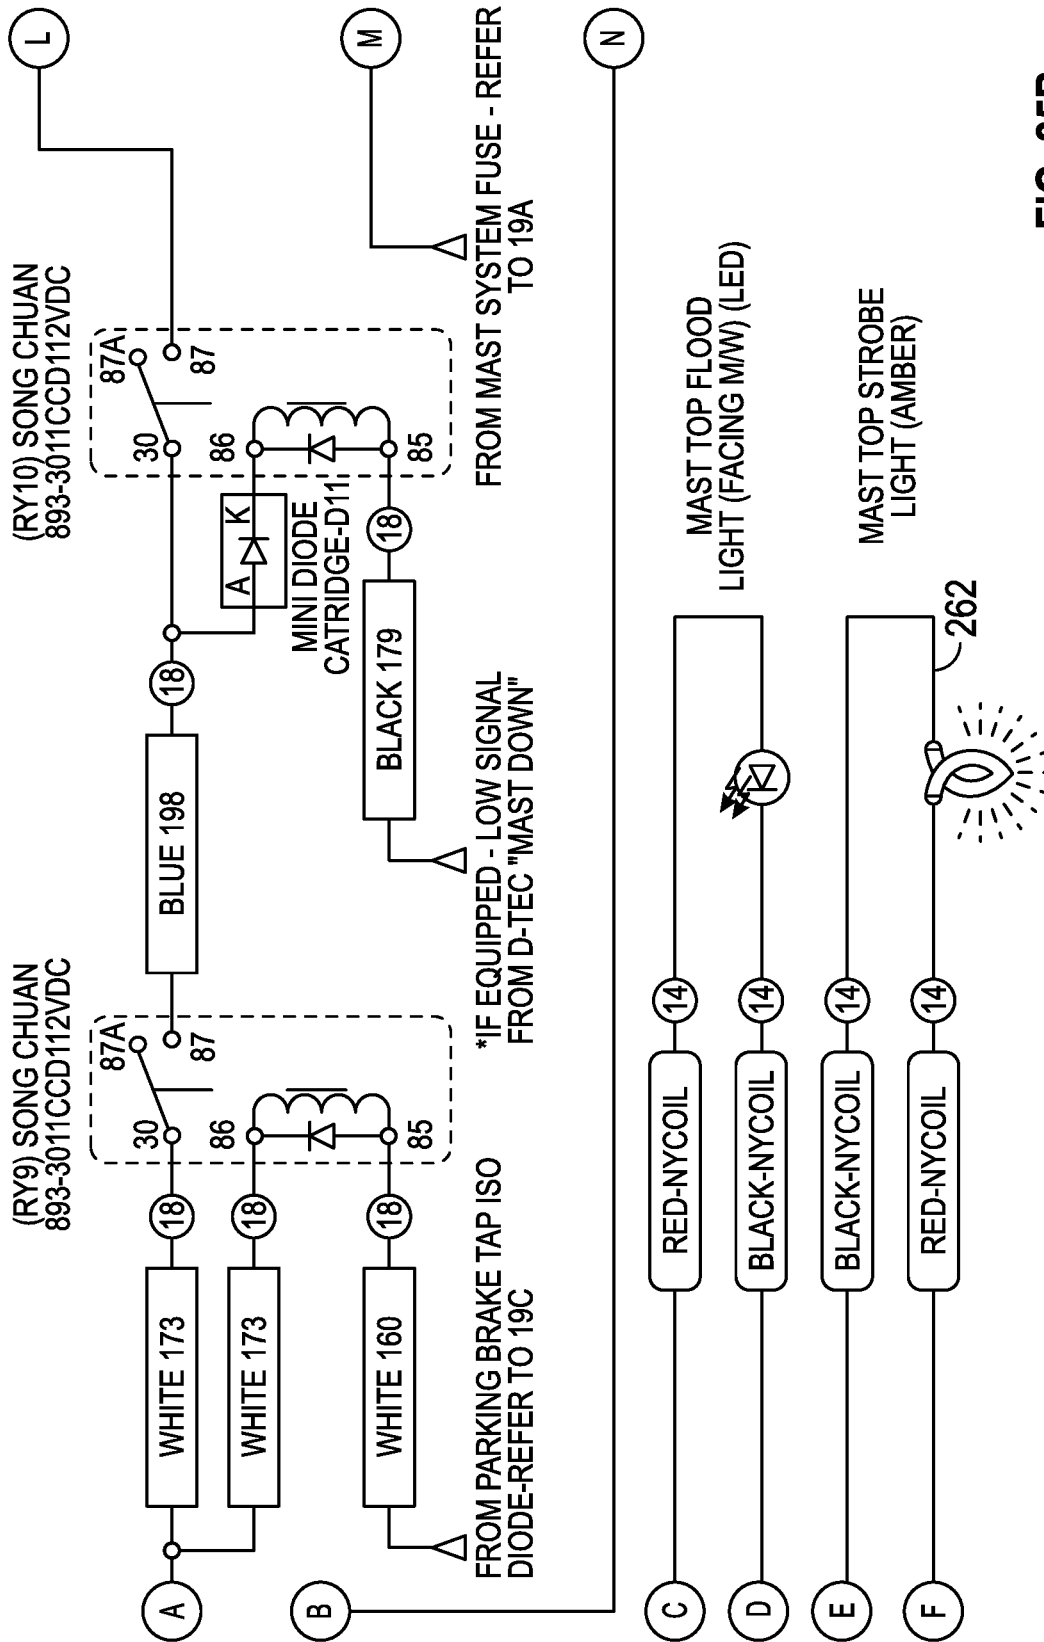 (RY9) SONG CHUAN
893-3011CCD112VDC
(RY10) SONG CHUAN
893-3011CCD112VDC
L
A
WHITE 173
18
30
87A
87
BLUE 198
18
30
87A
87
WHITE 173
18
86
A K
86
MINI DIODE
CATRIDGE-D11
B
WHITE 160
18
85
BLACK 179
18
85
M
FROM PARKING BRAKE TAP ISO
DIODE-REFER TO 19C
*IF EQUIPPED - LOW SIGNAL
FROM D-TEC "MAST DOWN"
FROM MAST SYSTEM FUSE - REFER
TO 19A
N
C
RED-NYCOIL
14
MAST TOP FLOOD
LIGHT (FACING M/W) (LED)
D
BLACK-NYCOIL
14
E
BLACK-NYCOIL
14
MAST TOP STROBE
LIGHT (AMBER)
F
RED-NYCOIL
14
262